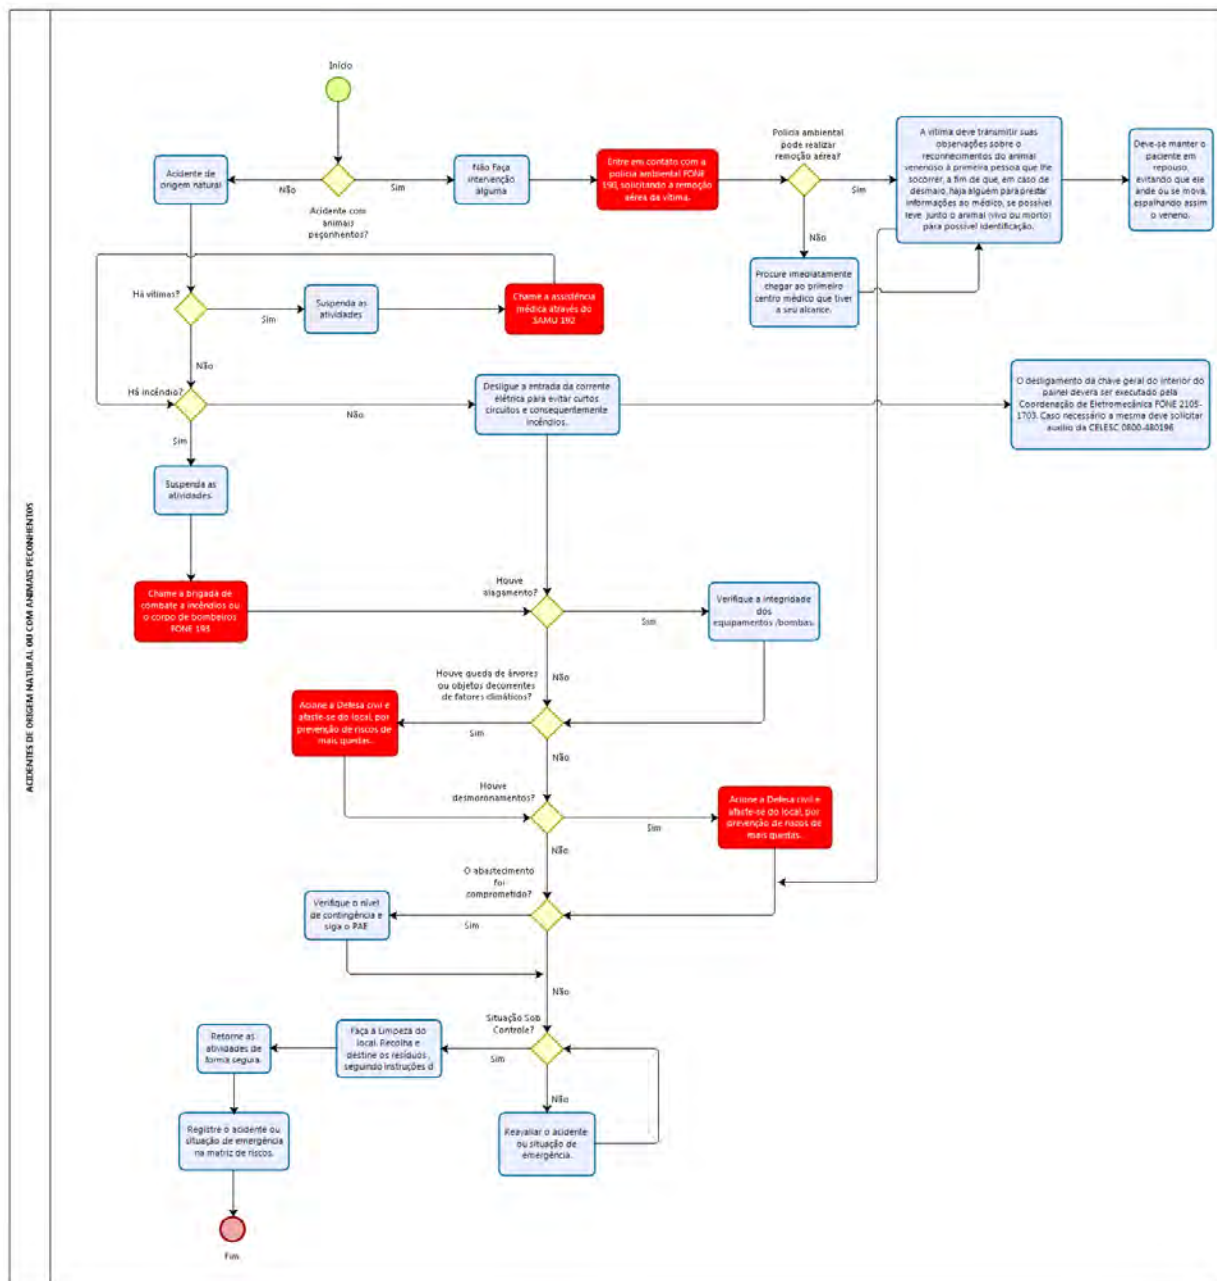 ACIDENTES DE ORIGEM NATURAL OU COM ANIMAIS PEÇONHENTOS
Início
Acidente de
origem natural
Não
Sim
Acidente com
animais
peçonhentos?
Não Faça
intervenção
alguma
Entre em contato com a
policia ambiental FONE
190, solicitando a remoção
aérea da vítima.
Policia ambiental
pode realizar
remoção aérea?
Sim
Não
A vitima deve transmitir suas
observações sobre o
reconhecimentos do animal
venenoso à primeira pessoa que lhe
socorrer, a fim de que, em caso de
desmaio, haja alguém para prestar
informações ao médico, se possível
leve junto o animal (vivo ou morto)
para possível identificação.
Deve-se manter o
paciente em
repouso,
evitando que ele
ande ou se mova,
espalhando assim
o veneno.
Procure imediatamente
chegar ao primeiro
centro médico que tiver
a seu alcance.
Há vítimas?
Sim
Suspenda as
atividades
Chame a assistência
médica através do
SAMU 192
Não
Há incêndio?
Não
Sim
Desligue a entrada da corrente
elétrica para evitar curtos
circuitos e consequentemente
incêndios.
O desligamento da chave geral do interior do
painel devera ser executado pela
Coordenação de Eletromecânica FONE 2105-
1703. Caso necessário a mesma deve solicitar
auxilio da CELESC 0800-480196
Suspenda as
atividades.
Chame a brigada de
combate a incêndios ou
o corpo de bombeiros
FONE 193
Houve
alagamento?
Sim
Verifique a integridade
dos
equipamentos /bombas.
Não
Houve queda de árvores
ou objetos decorrentes
de fatores climáticos?
Sim
Acione a Defesa civil e
afaste-se do local, por
prevenção de riscos de
mais quedas.
Não
Houve
desmoronamentos?
Sim
Acione a Defesa civil e
afaste-se do local, por
prevenção de riscos de
mais quedas.
Não
O abastecimento
foi
comprometido?
Sim
Verifique o nível
de contingência e
siga o PAE
Não
Situação Sob
Controle?
Sim
Faça a Limpeza do
local. Recolha e
destine os resíduos ,
seguindo instruções d
Retorne as
atividades de
forma segura.
Não
Reavaliar o acidente
ou situação de
emergência.
Registre o acidente ou
situação de emergência
na matriz de riscos.
Fim